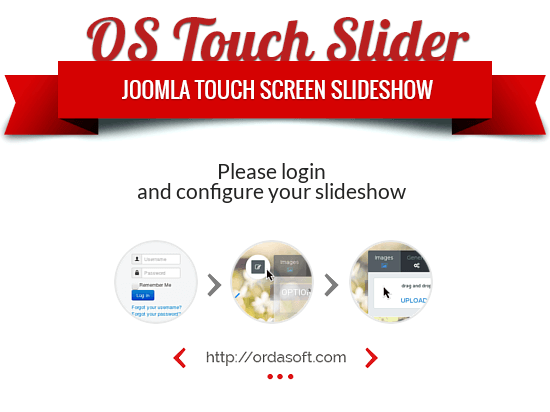 OS Touch Slider
JOOMLA TOUCH SCREEN SLIDESHOW
Please login
and configure your slideshow
Username
Password
Remember Me
Log in
Forgot your username?
Forgot your password?
Images
OPTION
Images
drag and drop
UPLOAD
http://ordasoft.com